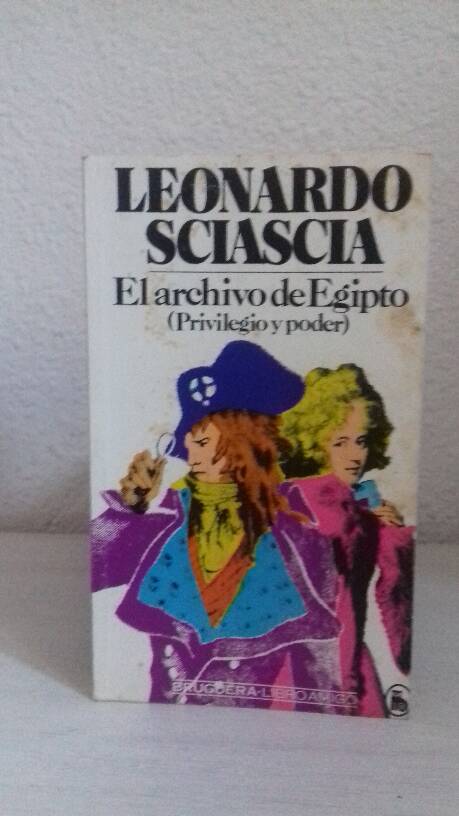 LEONARDO
SCIASCIA
El archivo de Egipto
(Privilegio y poder)
BRUGUERA-LIBRO AMIGO